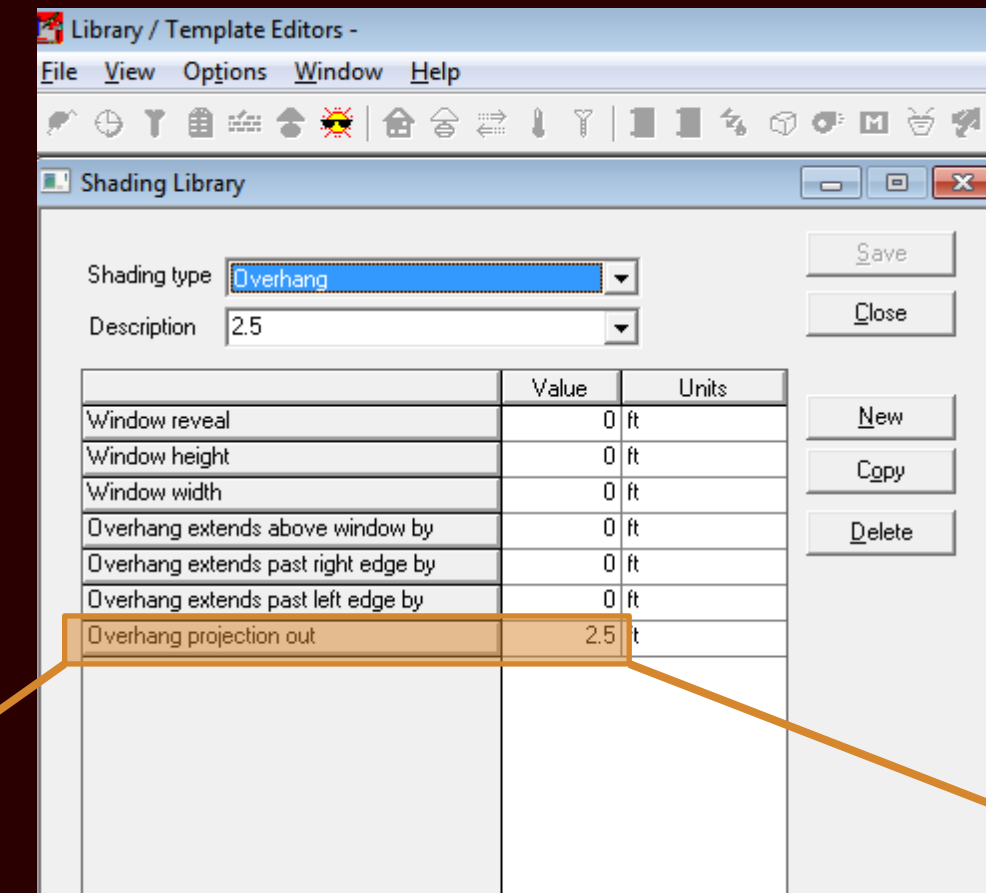 Library / Template Editors -
File View Options Window Help
M
Shading Library
Shading type Overhang
Save
Description 2.5
Close
Value Units
Window reveal 0 ft
New
Window height 0 ft
Copy
Window width 0 ft
Overhang extends above window by 0 ft
Delete
Overhang extends past right edge by 0 ft
Overhang extends past left edge by 0 ft
Overhang projection out 2.5 ft